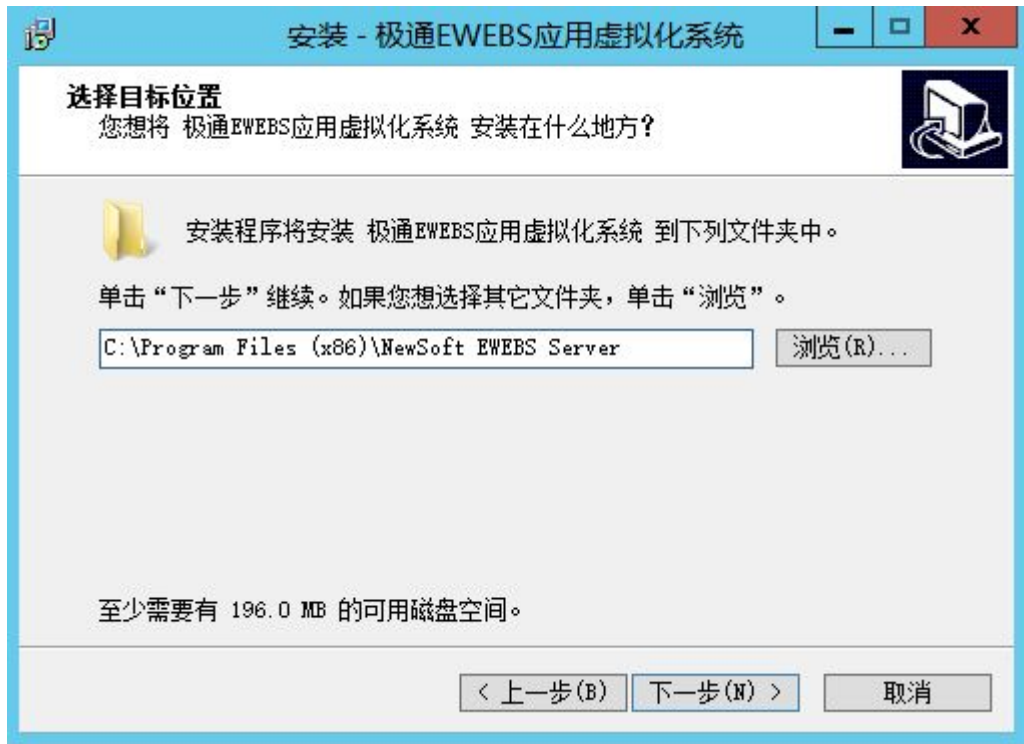 安装 - 极通EWEBS应用虚拟化系统
选择目标位置
您想将 极通EWEBS应用虚拟化系统 安装在什么地方？
安装程序将安装 极通EWEBS应用虚拟化系统 到下列文件夹中。
单击“下一步”继续。如果您想选择其它文件夹，单击“浏览”。
C:\Program Files (x86)\NewSoft EWEBS Server
浏览(R)...
至少需要有 196.0 MB 的可用磁盘空间。
< 上一步(B)
下一步(N) >
取消